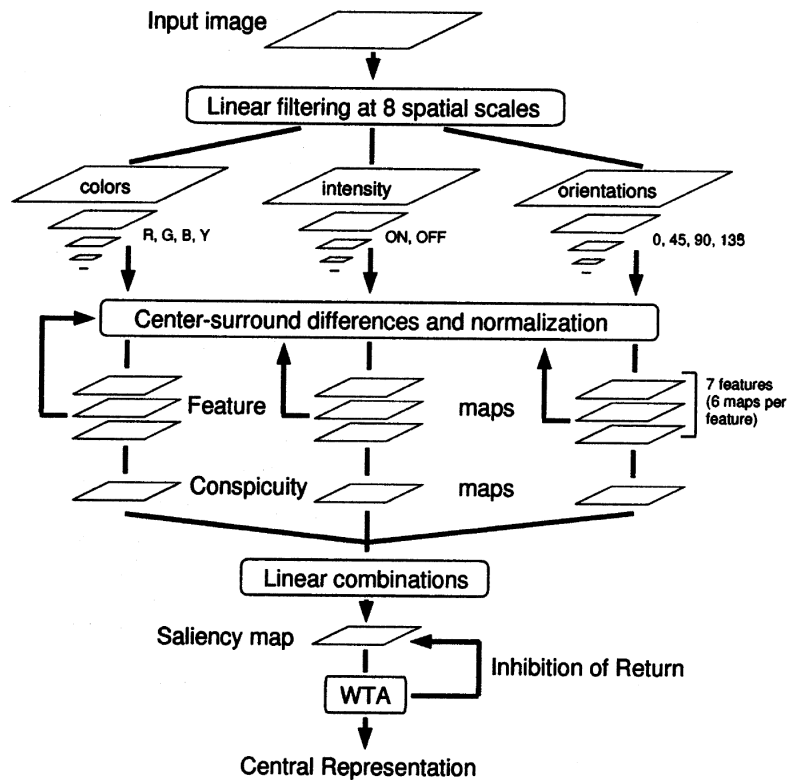 Input image
Linear filtering at 8 spatial scales
colors
intensity
orientations
R, G, B, Y
ON, OFF
0, 45, 90, 135
Center-surround differences and normalization
Feature
maps
7 features
(6 maps per
feature)
Conspicuity
maps
Linear combinations
Saliency map
Inhibition of Return
WTA
Central Representation